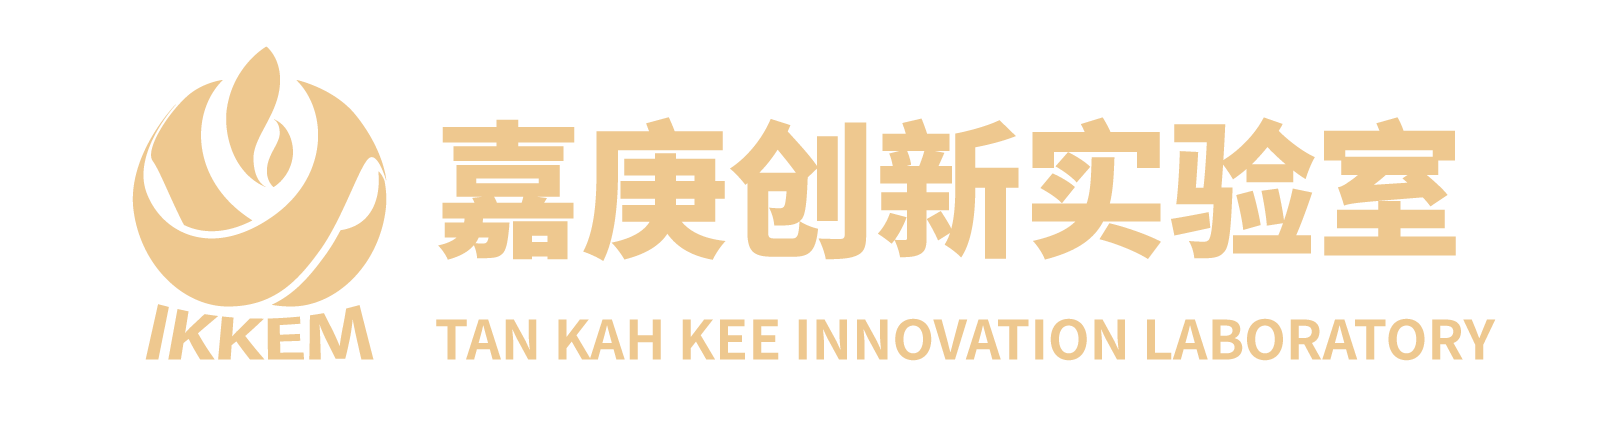 IKKEM
嘉庚创新实验室
TAN KAH KEE INNOVATION LABORATORY